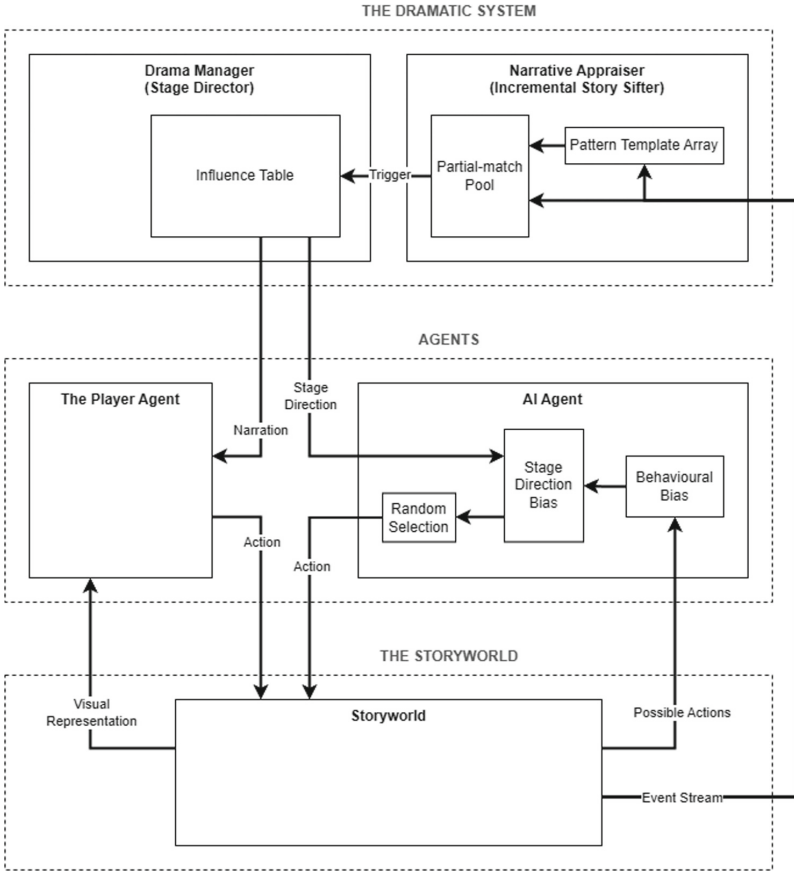 THE DRAMATIC SYSTEM
Drama Manager
(Stage Director)
Narrative Appraiser
(Incremental Story Sifter)
Influence Table
Trigger
Partial-match
Pool
Pattern Template Array
AGENTS
The Player Agent
Stage
Direction
AI Agent
Narration
Stage
Direction
Bias
Behavioural
Bias
Random
Selection
Action
Action
THE STORYWORLD
Visual
Representation
Storyworld
Possible Actions
Event Stream